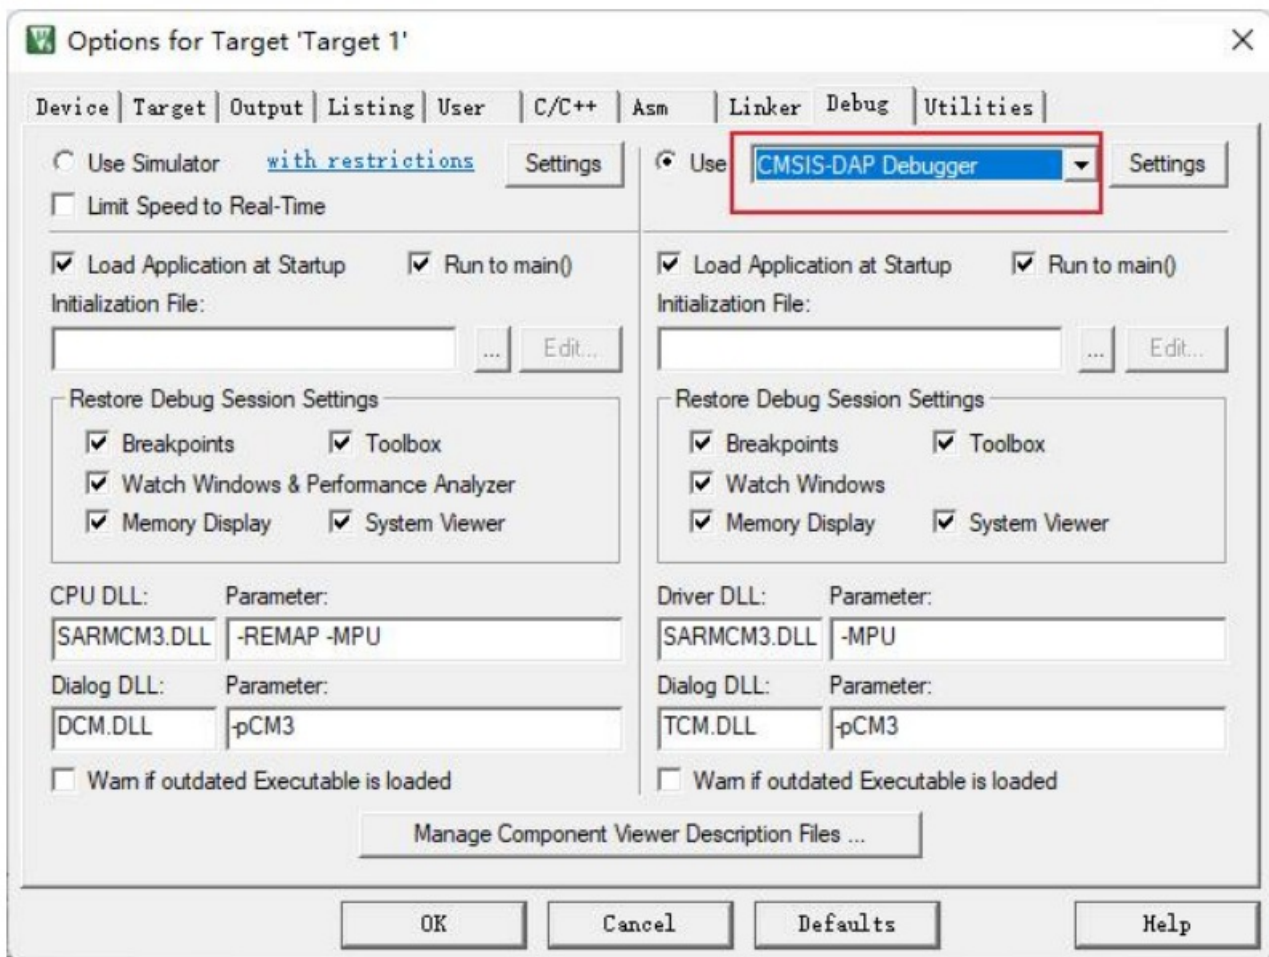 Options for Target 'Target 1'
Device Target Output Listing User C/C++ Asm Linker Debug Utilities
Use Simulator with restrictions Settings
Limit Speed to Real-Time
Use CMSIS-DAP Debugger Settings
Load Application at Startup Run to main()
Initialization File:
... Edit...
Load Application at Startup Run to main()
Initialization File:
... Edit...
Restore Debug Session Settings
Breakpoints Toolbox
Watch Windows & Performance Analyzer
Memory Display System Viewer
Restore Debug Session Settings
Breakpoints Toolbox
Watch Windows
Memory Display System Viewer
CPU DLL: Parameter:
SARMCM3.DLL -REMAP -MPU
Dialog DLL: Parameter:
DCM.DLL -pCM3
Warn if outdated Executable is loaded
Driver DLL: Parameter:
SARMCM3.DLL -MPU
Dialog DLL: Parameter:
TCM.DLL -pCM3
Warn if outdated Executable is loaded
Manage Component Viewer Description Files ...
OK Cancel Defaults Help